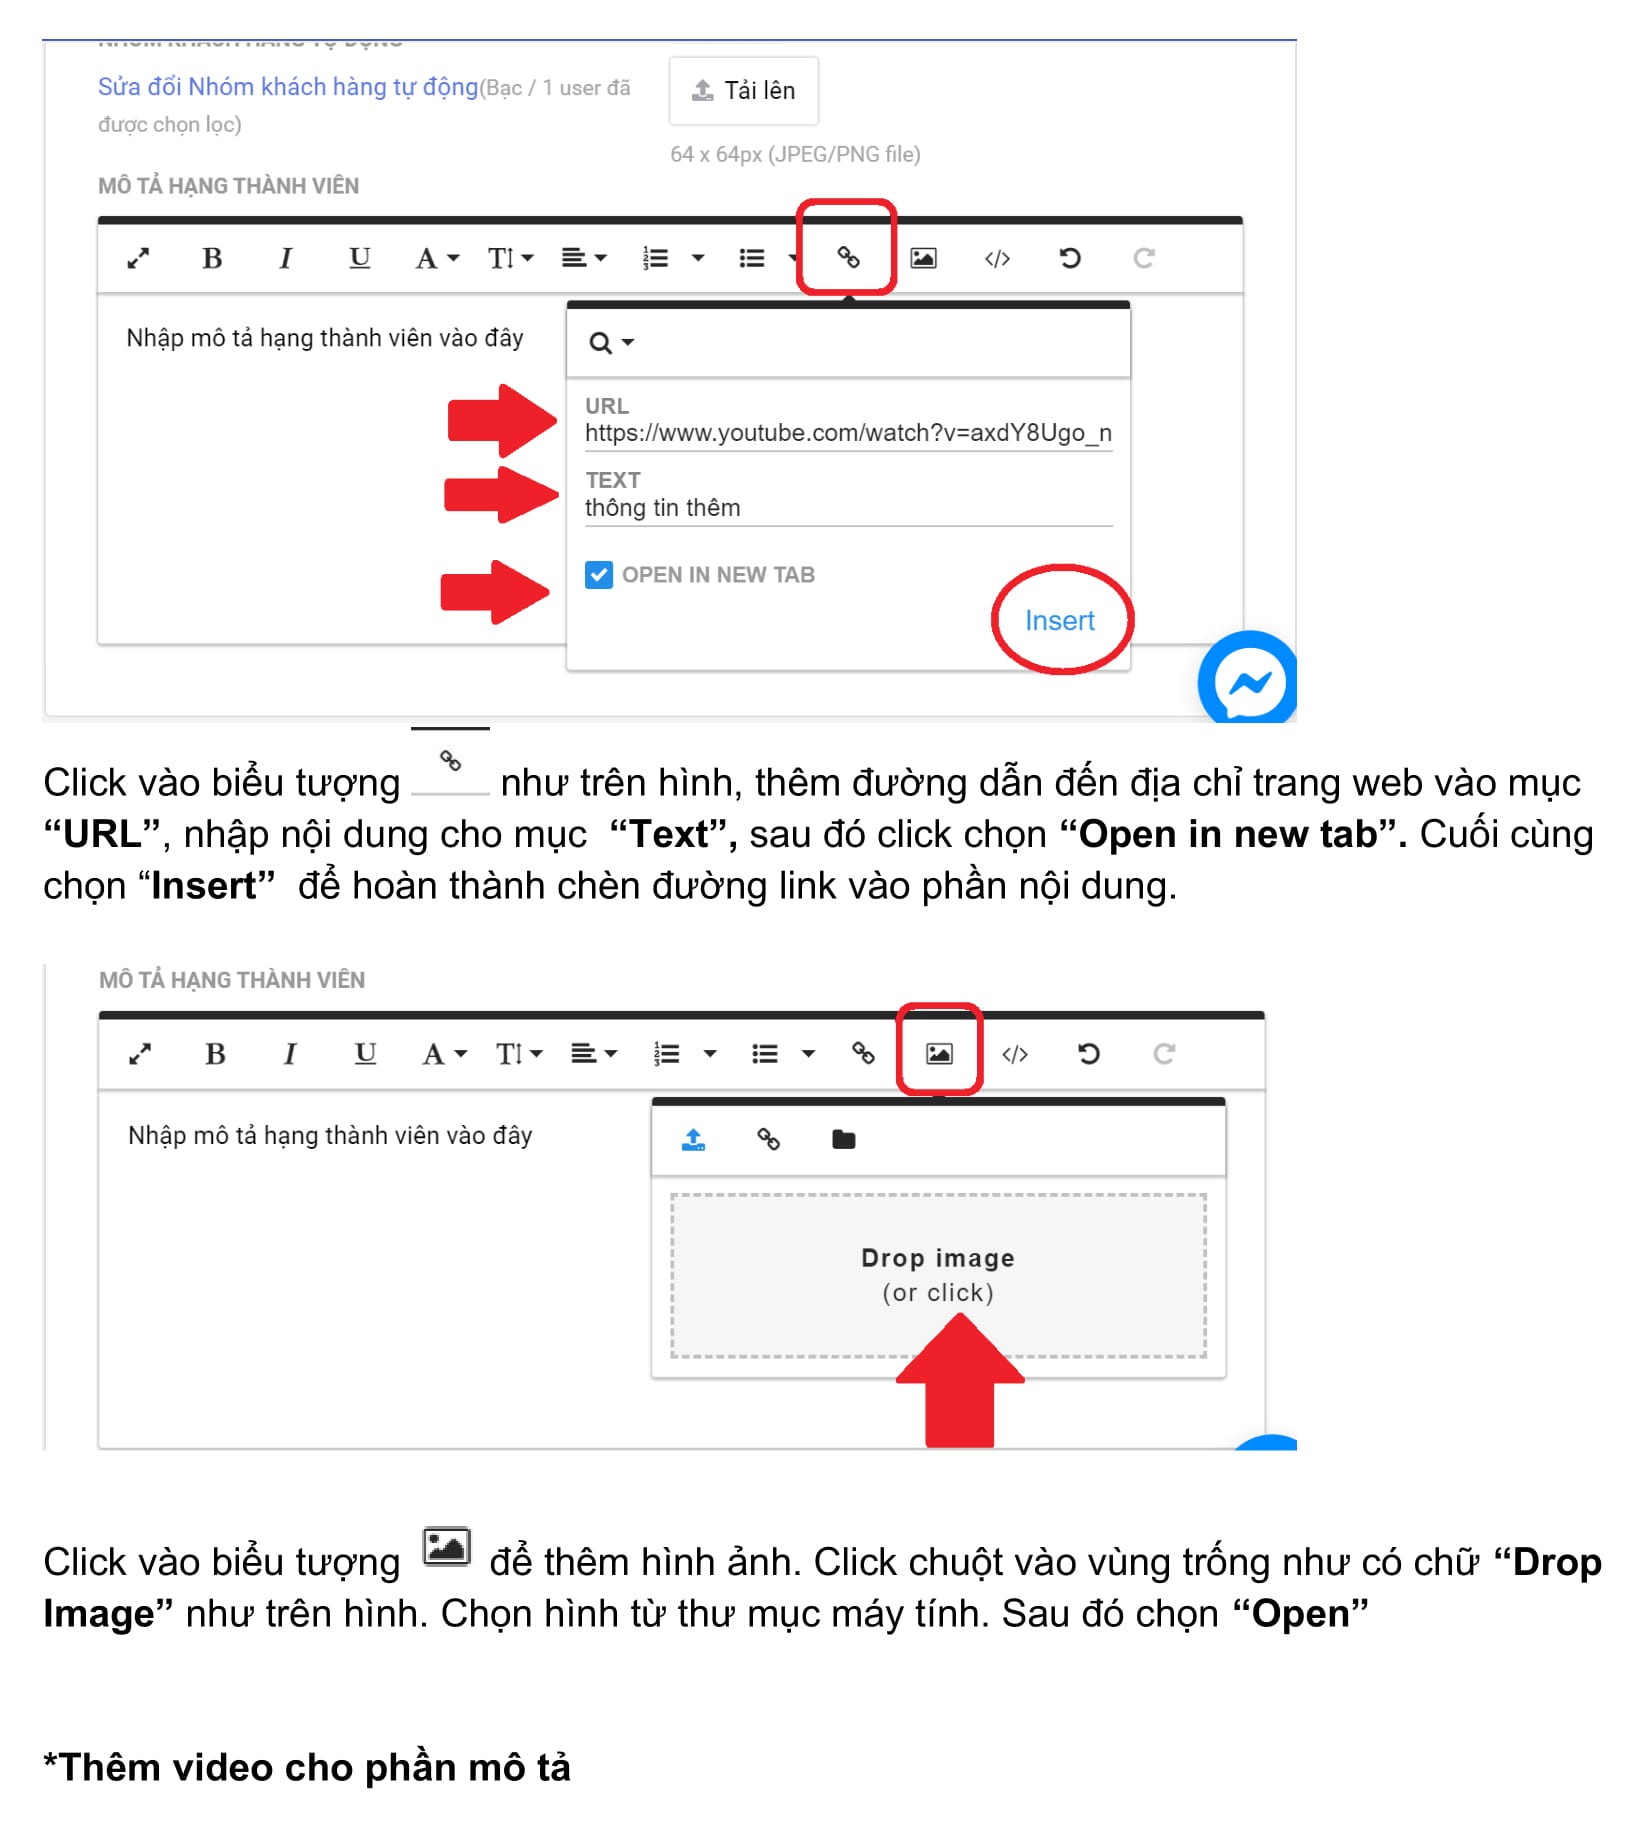 Sửa đổi Nhóm khách hàng tự động(Bạc / 1 user đã
được chọn lọc)
Tải lên
64 x 64px (JPEG/PNG file)
MÔ TẢ HẠNG THÀNH VIÊN
Nhập mô tả hạng thành viên vào đây
URL
https://www.youtube.com/watch?v=axdY8Ugo_n
TEXT
thông tin thêm
OPEN IN NEW TAB
Insert
Click vào biểu tượng như trên hình, thêm đường dẫn đến địa chỉ trang web vào mục
“URL”, nhập nội dung cho mục “Text”, sau đó click chọn “Open in new tab”. Cuối cùng
chọn “Insert” để hoàn thành chèn đường link vào phần nội dung.
MÔ TẢ HẠNG THÀNH VIÊN
Nhập mô tả hạng thành viên vào đây
Drop image
(or click)
Click vào biểu tượng để thêm hình ảnh. Click chuột vào vùng trống như có chữ “Drop
Image” như trên hình. Chọn hình từ thư mục máy tính. Sau đó chọn “Open”
*Thêm video cho phần mô tả